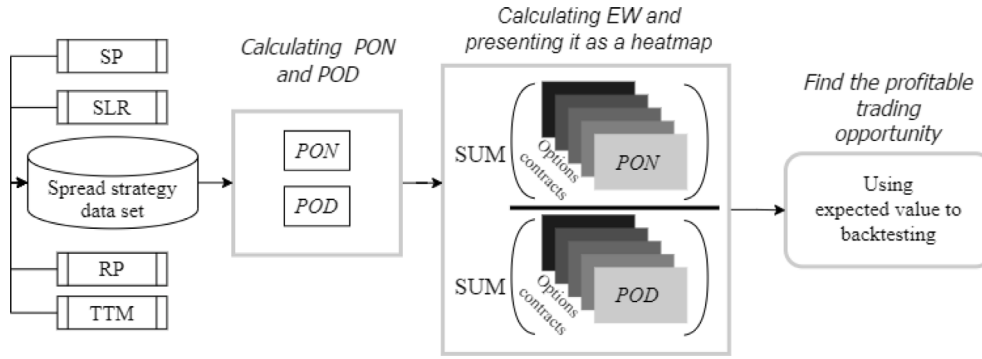 SP
SLR
Spread strategy
data set
RP
TTM
Calculating PON
and POD
PON
POD
Calculating EW and
presenting it as a heatmap
SUM
Options
contracts
PON
SUM
Options
contracts
POD
Find the profitable
trading
opportunity
Using
expected value to
backtesting